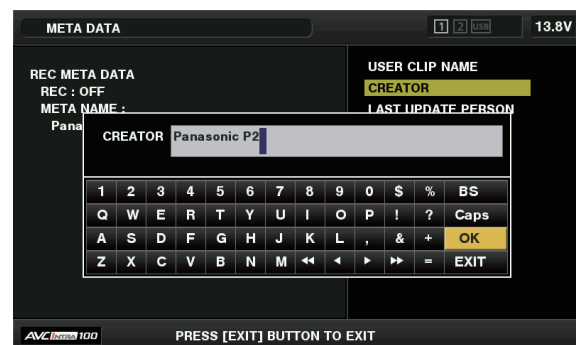 META DATA
1 2 USB
13.8V
REC META DATA
REC : OFF
META NAME :
Pana
USER CLIP NAME
CREATOR
LAST UPDATE PERSON
CREATOR Panasonic P2
1 2 3 4 5 6 7 8 9 0 $ % BS
Q W E R T Y U I O P ! ? Caps
A S D F G H J K L , & + OK
Z X C V B N M ◀◀ ◀ ▶ ▶▶ = EXIT
AVC INTRA 100
PRESS [EXIT] BUTTON TO EXIT